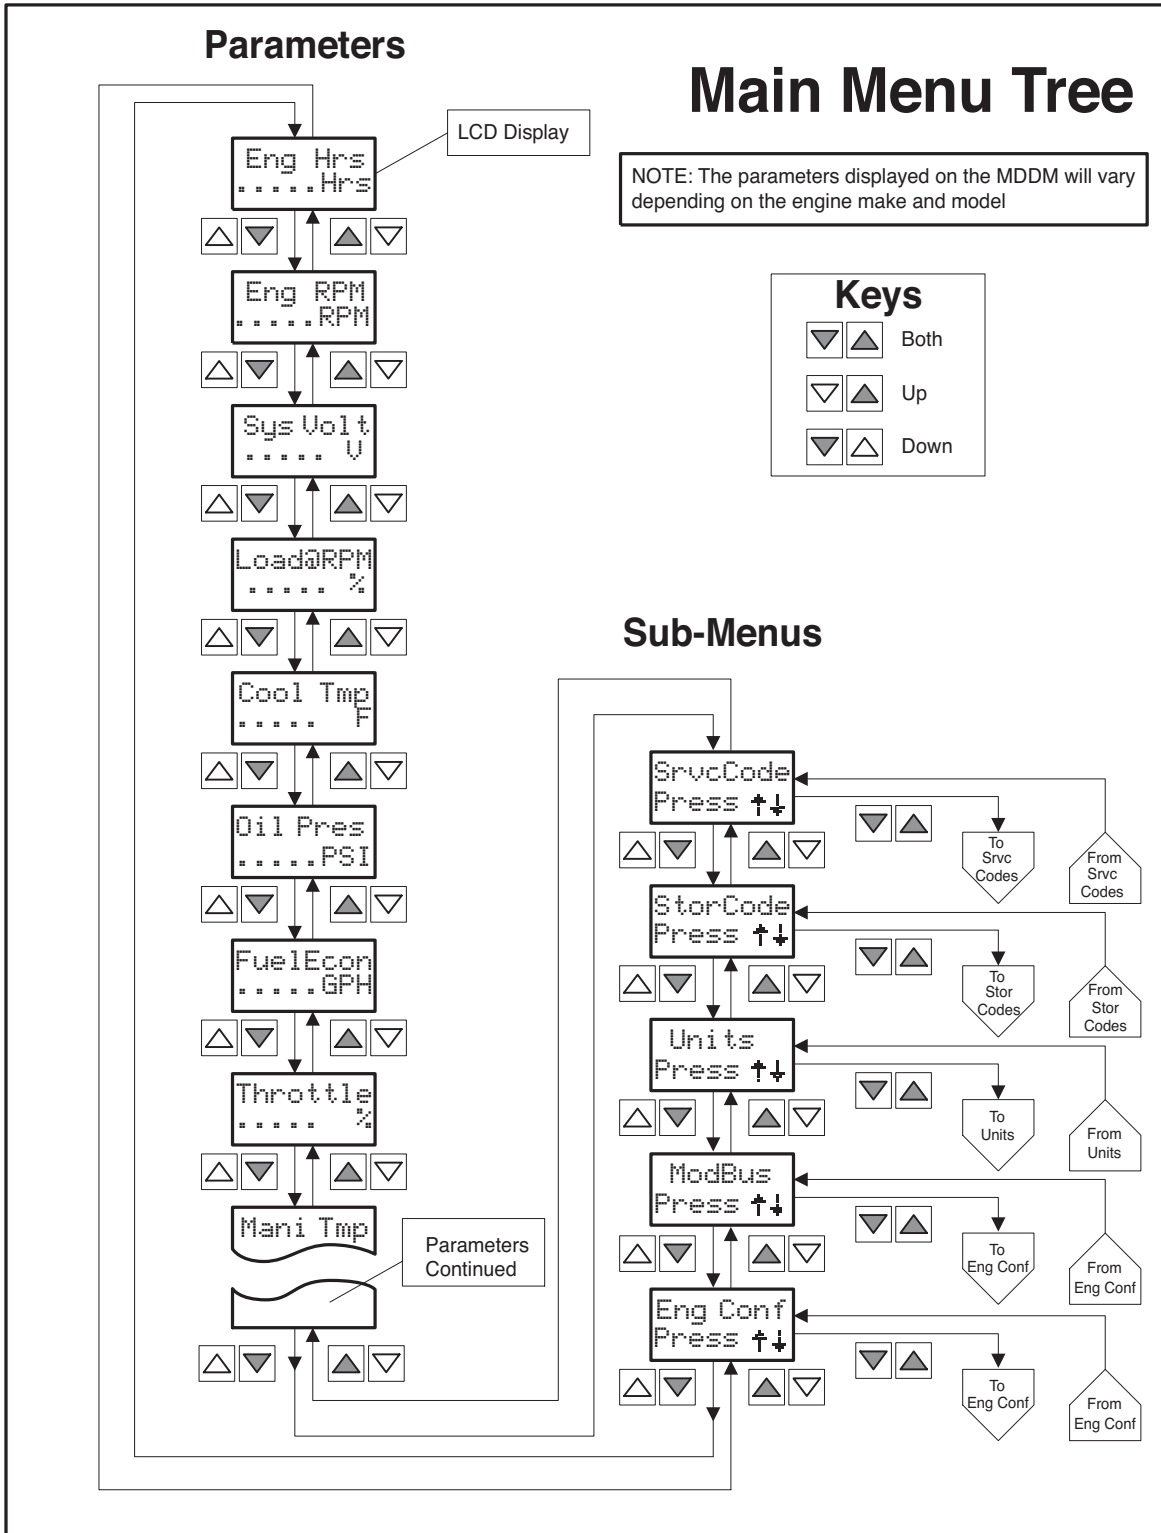 Parameters
Main Menu Tree
LCD Display
NOTE: The parameters displayed on the MDDM will vary
depending on the engine make and model
Keys
Both
Up
Down
Eng Hrs
.....Hrs
Eng RPM
.....RPM
Sys Volt
..... V
Load@RPM
..... %
Cool Tmp
..... F
Oil Pres
.....PSI
FuelEcon
.....GPH
Throttle
..... %
Mani Tmp
Parameters
Continued
Sub-Menus
SrvcCode
Press ↑↓
To
Srvc
Codes
From
Srvc
Codes
StorCode
Press ↑↓
To
Stor
Codes
From
Stor
Codes
Units
Press ↑↓
To
Units
From
Units
ModBus
Press ↑↓
To
Eng Conf
From
Eng Conf
Eng Conf
Press ↑↓
To
Eng Conf
From
Eng Conf